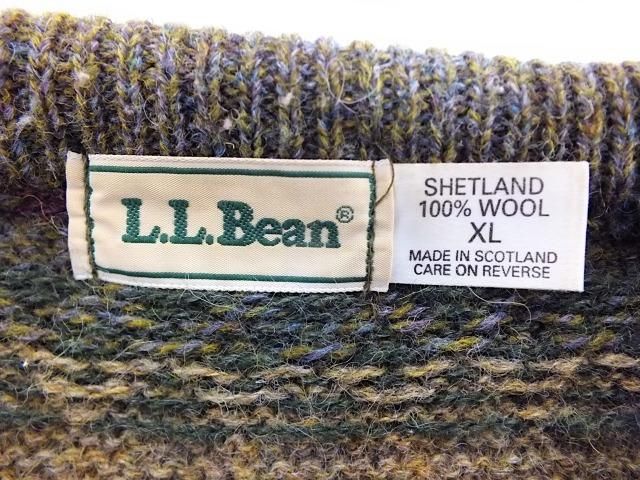 L.L.Bean®
SHETLAND
100% WOOL
XL
MADE IN SCOTLAND
CARE ON REVERSE